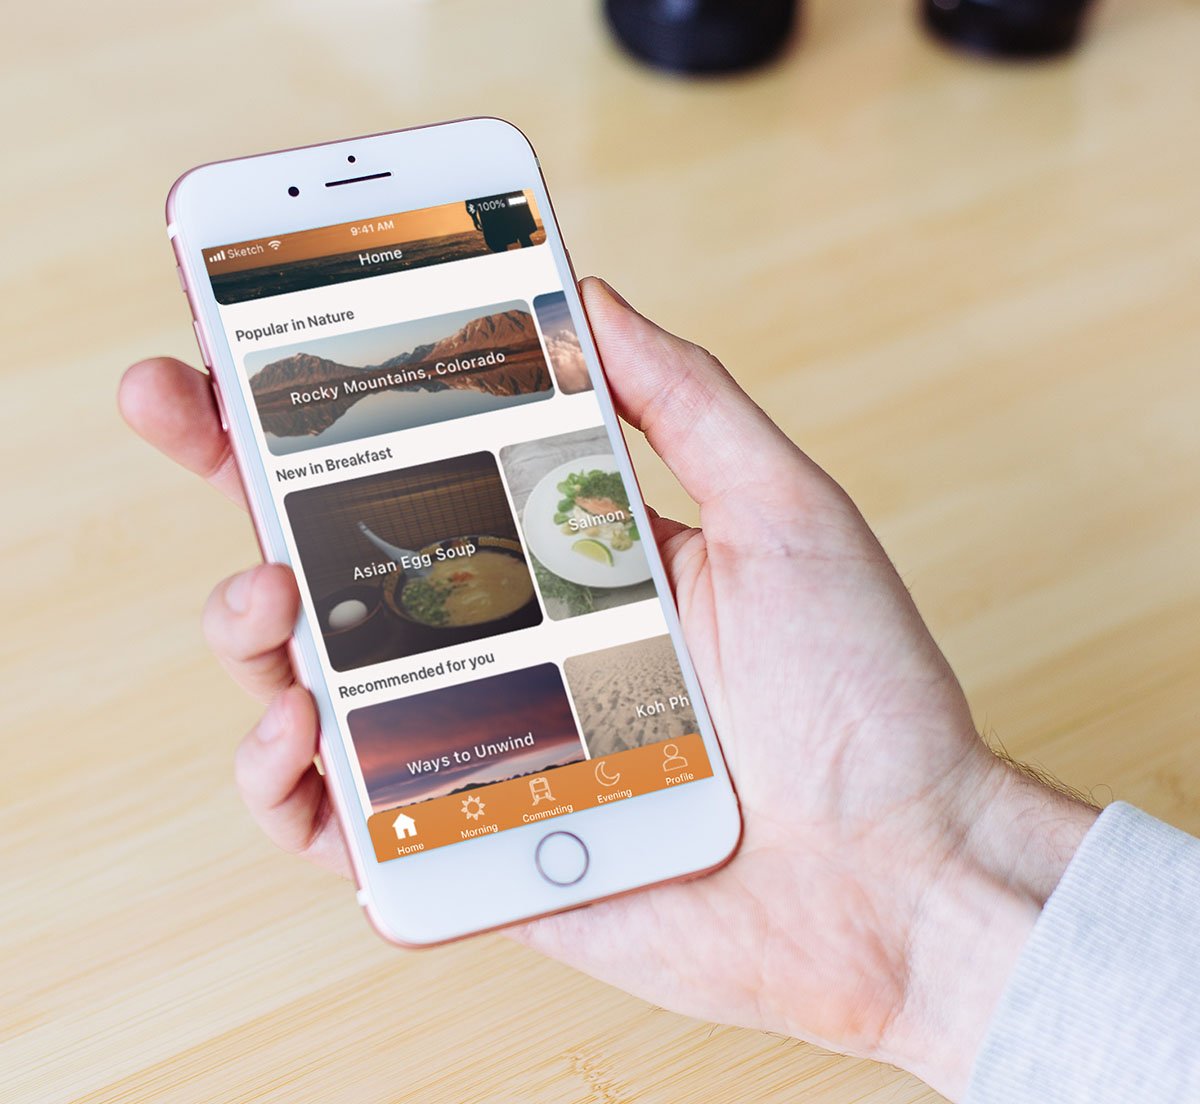 Sketch 9:41 AM 100%
Home
Popular in Nature
Rocky Mountains, Colorado
New in Breakfast
Asian Egg Soup
Salmon
Recommended for you
Ways to Unwind
Koh Ph
Home Morning Commuting Evening Profile